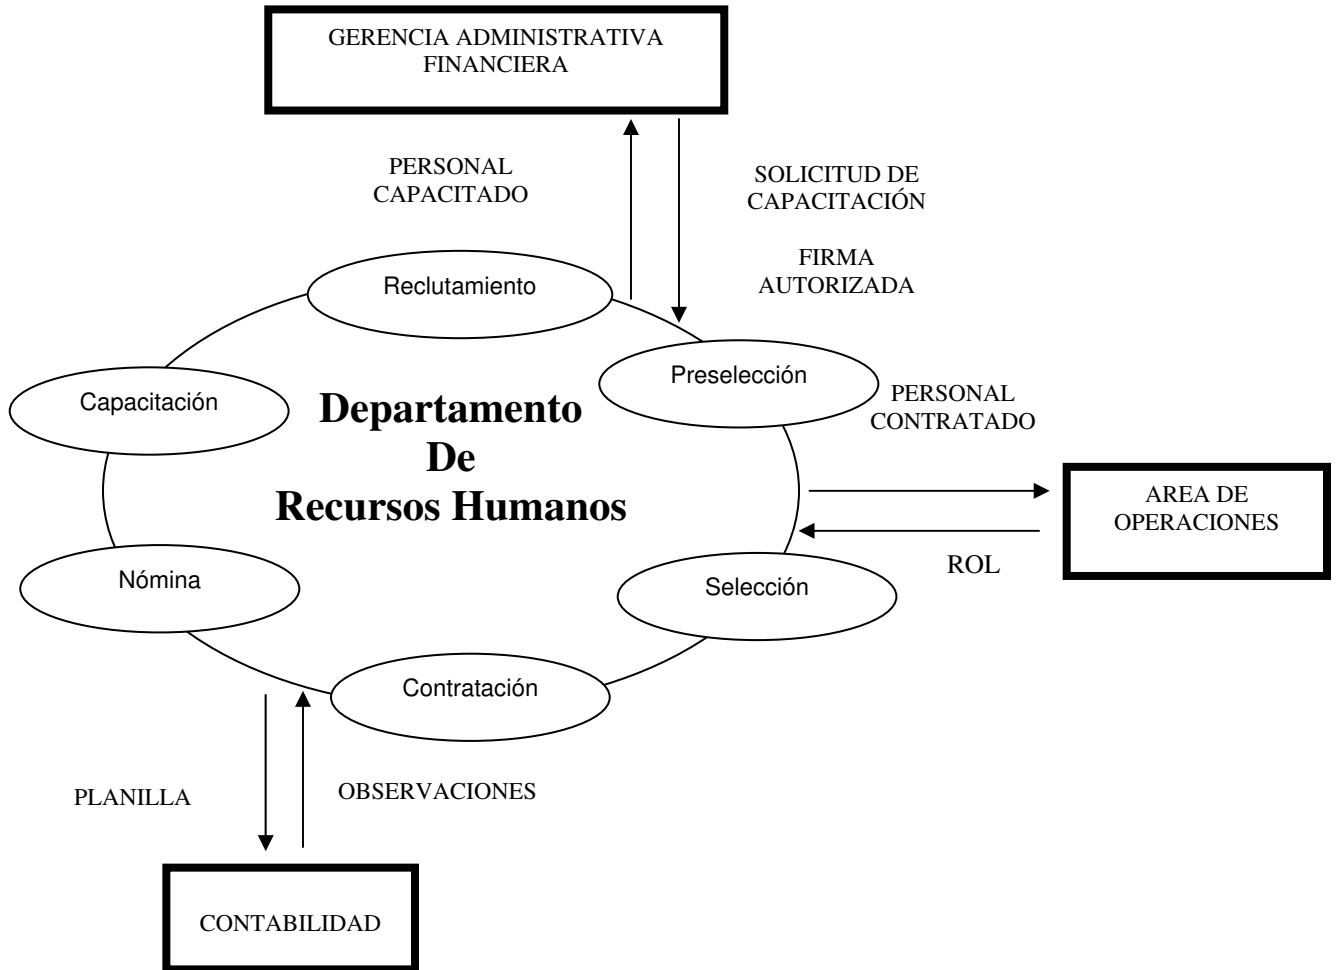 GERENCIA ADMINISTRATIVA
FINANCIERA
PERSONAL
CAPACITADO
SOLICITUD DE
CAPACITACIÓN
FIRMA
AUTORIZADA
Reclutamiento
Preselección
Capacitación
PERSONAL
CONTRATADO
Departamento
De
Recursos Humanos
AREA DE
OPERACIONES
ROL
Nómina
Selección
Contratación
PLANILLA
OBSERVACIONES
CONTABILIDAD